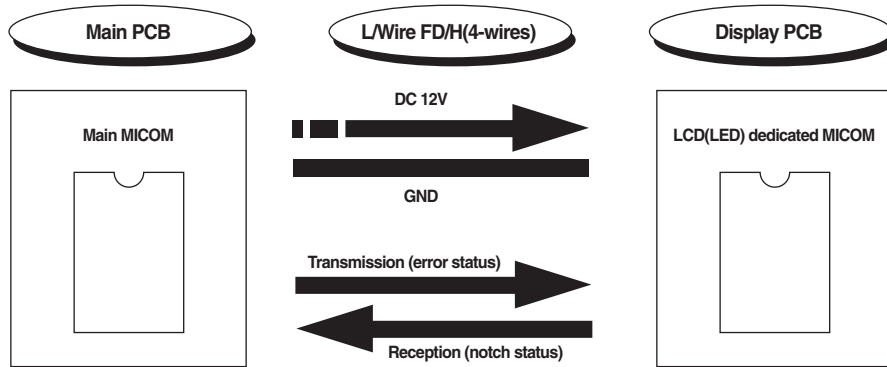 Main PCB
L/Wire FD/H(4-wires)
Display PCB
Main MICOM
DC 12V
LCD(LED) dedicated MICOM
GND
Transmission (error status)
Reception (notch status)